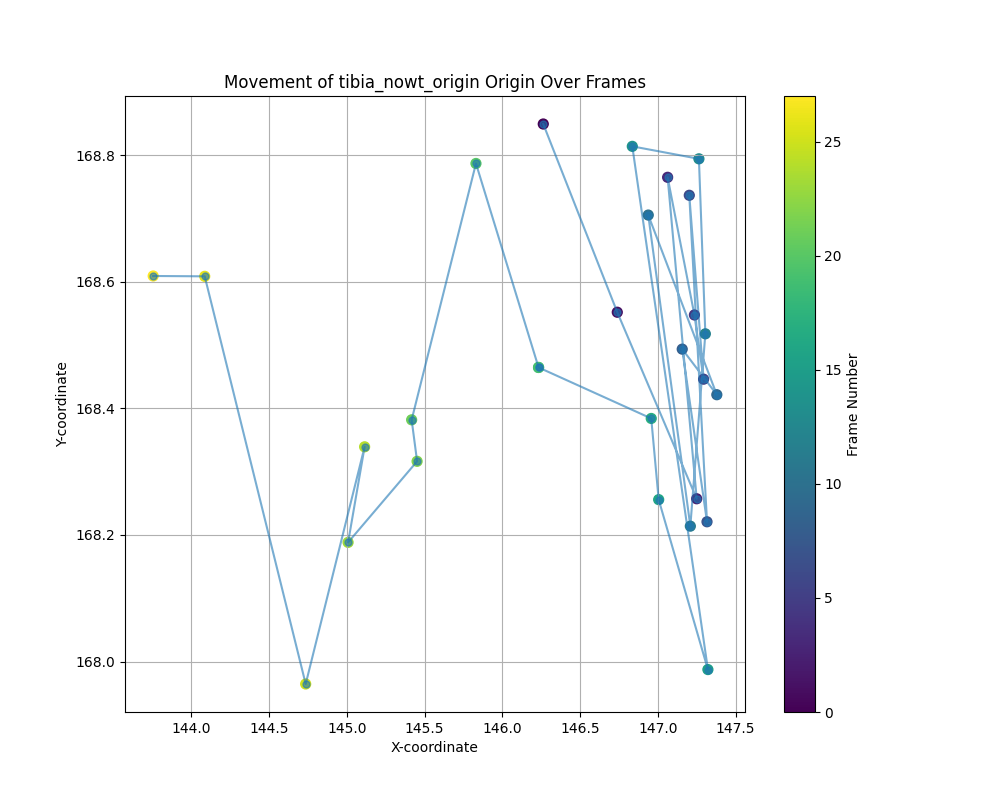 Movement of tibia_nowt_origin Origin Over Frames
168.8
168.6
168.4
168.2
168.0
Y-coordinate
144.0 144.5 145.0 145.5 146.0 146.5 147.0 147.5
X-coordinate
25
20
15
10
5
0
Frame Number